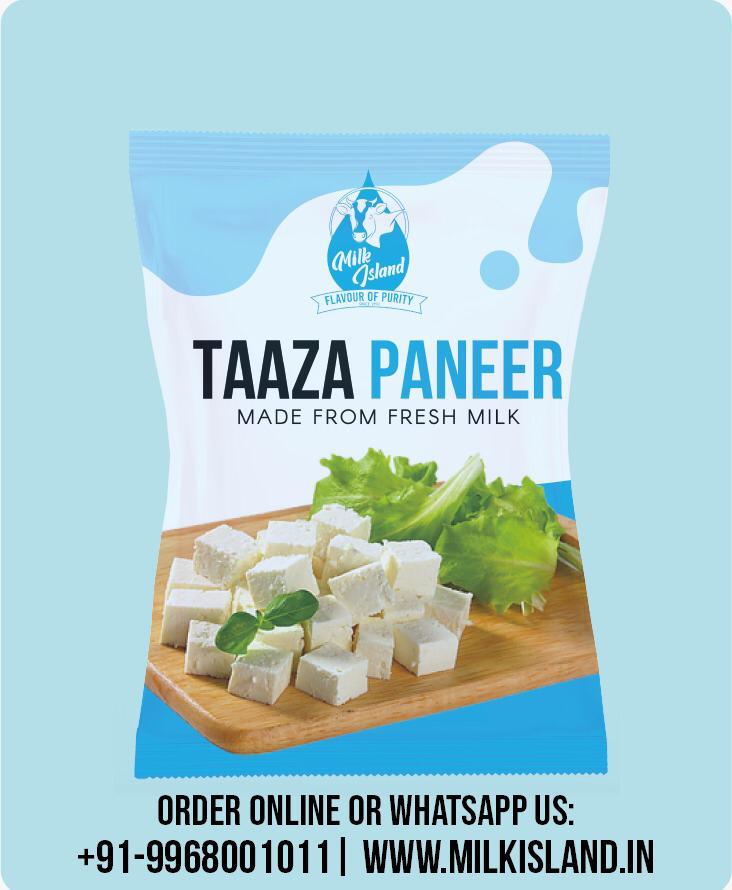 Milk
Island
FLAVOUR OF PURITY
TAAZA PANEER
MADE FROM FRESH MILK
ORDER ONLINE OR WHATSAPP US:
+91-9968001011| WWW.MILKISLAND.IN